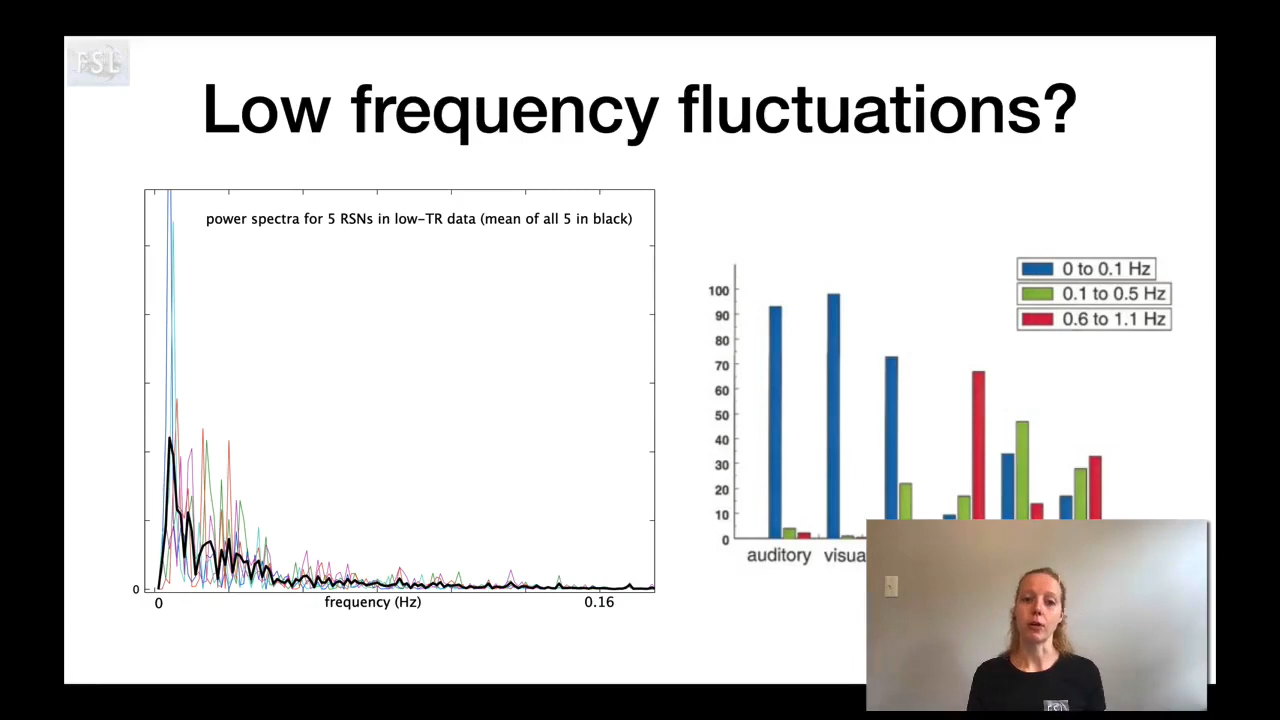 FSL
Low frequency fluctuations?
power spectra for 5 RSNs in low-TR data (mean of all 5 in black)
0
0
frequency (Hz)
0.16
0 to 0.1 Hz
0.1 to 0.5 Hz
0.6 to 1.1 Hz
100
90
80
70
60
50
40
30
20
10
0
auditory visua
FSL